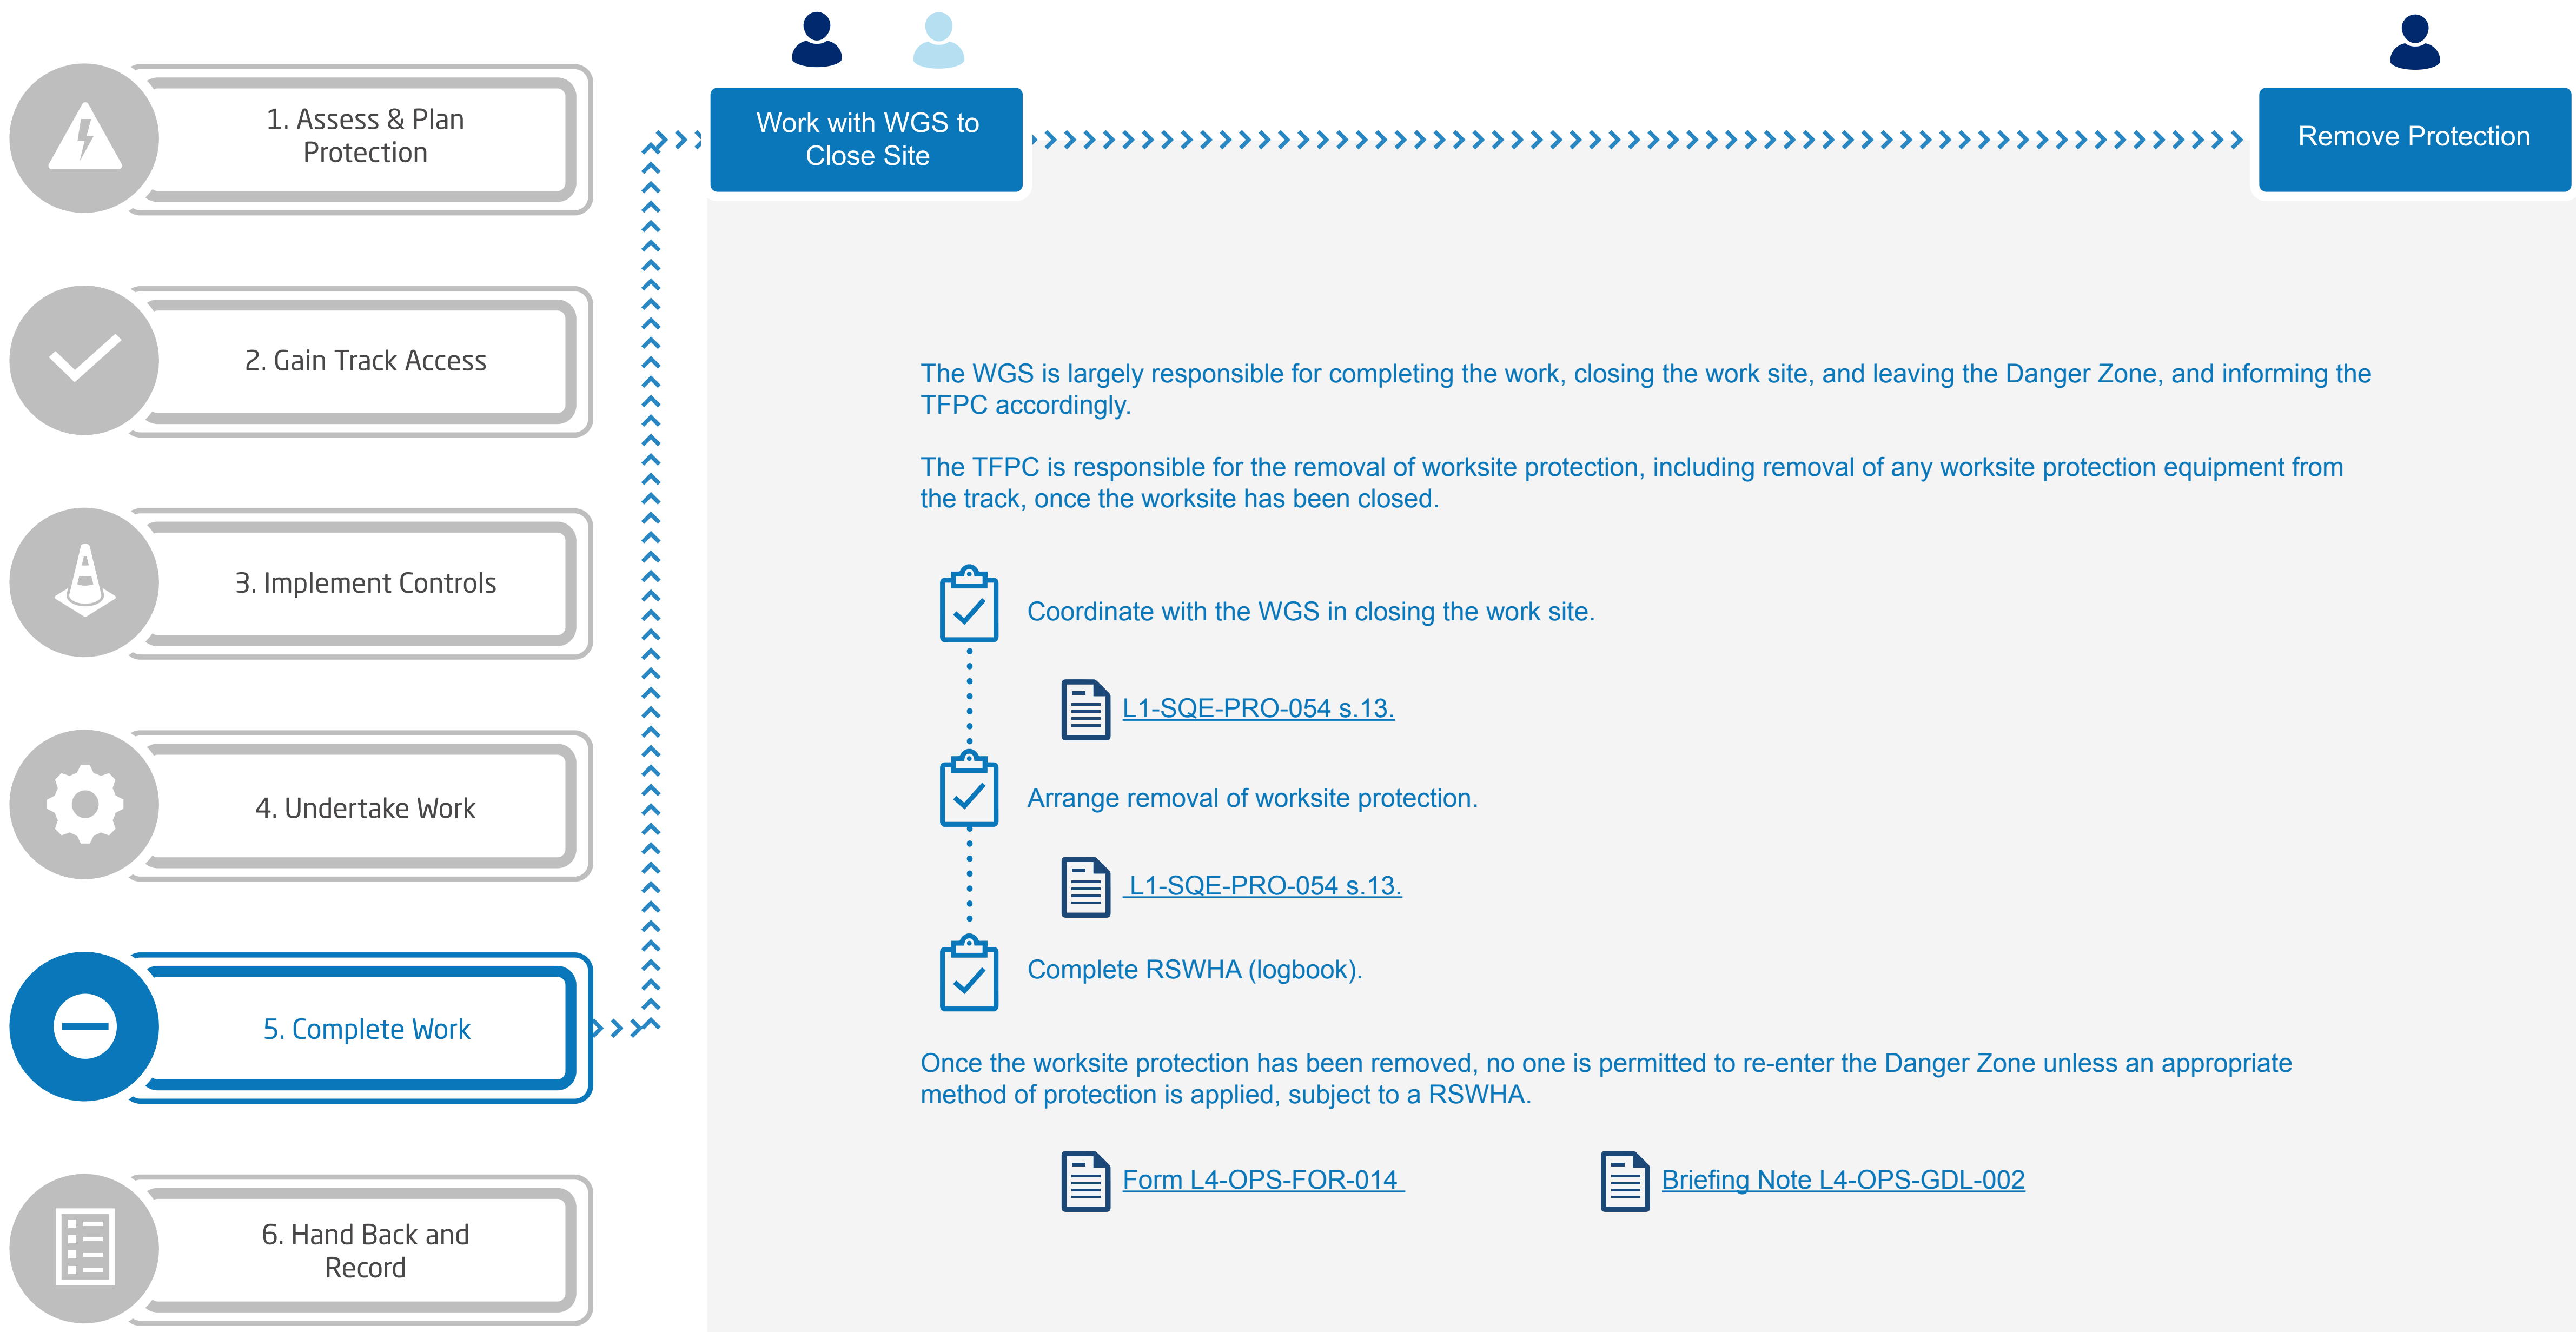 1. Assess & Plan
Protection
2. Gain Track Access
3. Implement Controls
4. Undertake Work
5. Complete Work
6. Hand Back and
Record
Work with WGS to
Close Site
Remove Protection
The WGS is largely responsible for completing the work, closing the work site, and leaving the Danger Zone, and informing the
TFPC accordingly.
The TFPC is responsible for the removal of worksite protection, including removal of any worksite protection equipment from
the track, once the worksite has been closed.
Coordinate with the WGS in closing the work site.
L1-SQE-PRO-054 s.13.
Arrange removal of worksite protection.
L1-SQE-PRO-054 s.13.
Complete RSWHA (logbook).
Once the worksite protection has been removed, no one is permitted to re-enter the Danger Zone unless an appropriate
method of protection is applied, subject to a RSWHA.
Form L4-OPS-FOR-014
Briefing Note L4-OPS-GDL-002